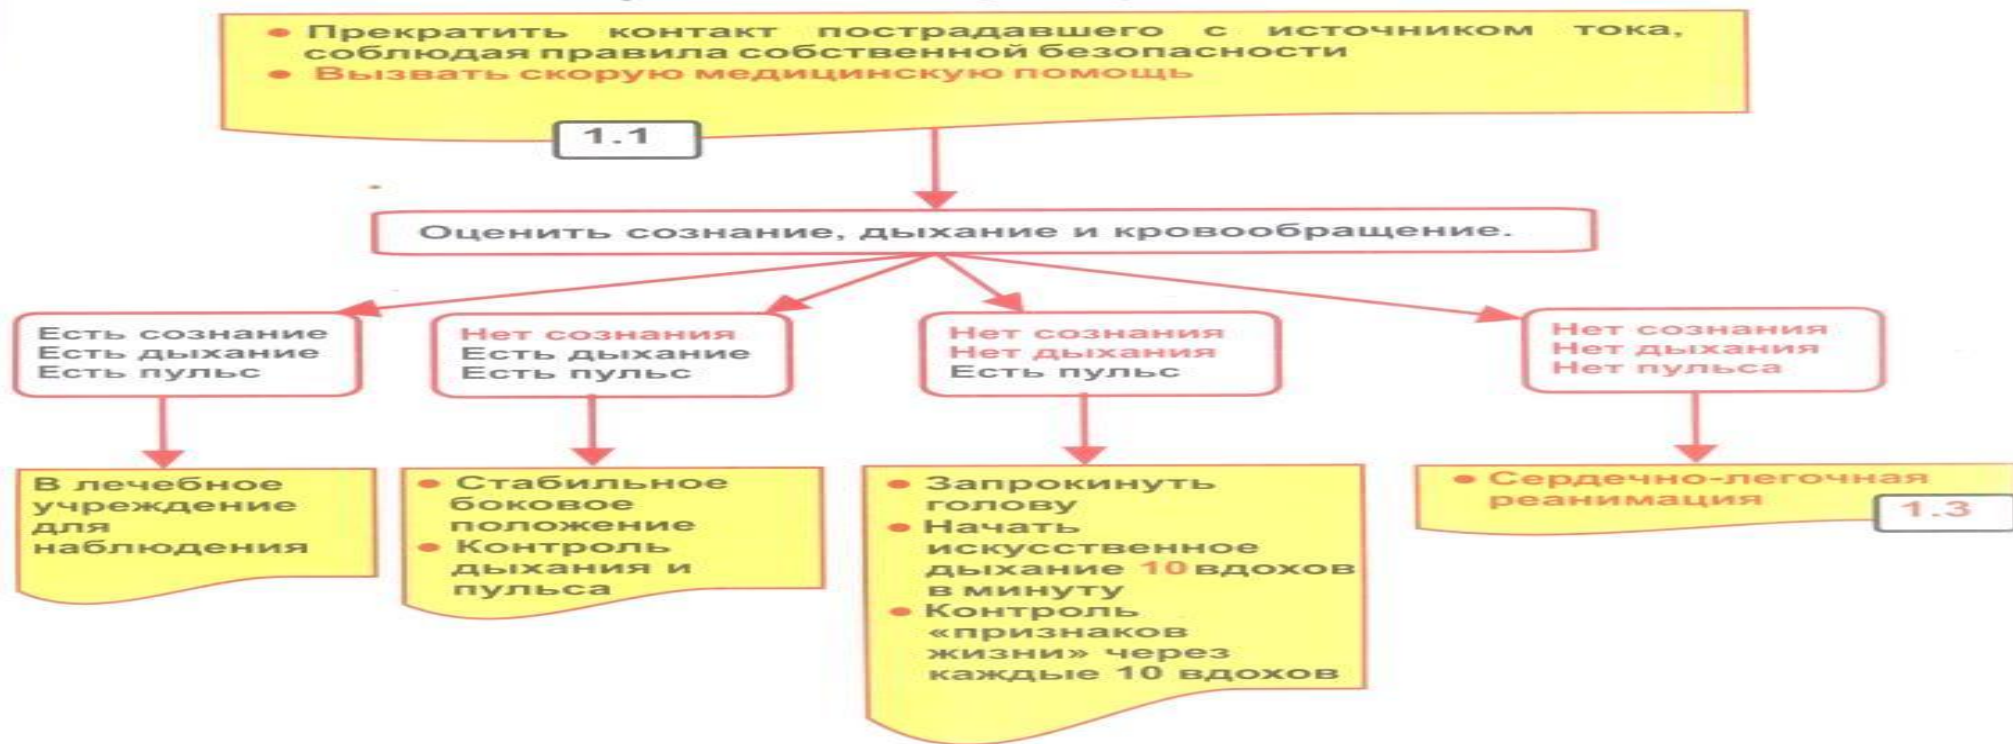 • Прекратить контакт пострадавшего с источником тока,
соблюдая правила собственной безопасности
• Вызвать скорую медицинскую помощь
1.1
Оценить сознание, дыхание и кровообращение.
Есть сознание
Есть дыхание
Есть пульс
Нет сознания
Есть дыхание
Есть пульс
Нет сознания
Нет дыхания
Есть пульс
Нет сознания
Нет дыхания
Нет пульса
В лечебное
учреждение
для
наблюдения
• Стабильное
боковое
положение
• Контроль
дыхания и
пульса
• Запрокинуть
голову
• Начать
искусственное
дыхание 10 вдохов
в минуту
• Контроль
«признаков
жизни» через
каждые 10 вдохов
• Сердечно-легочная
реанимация
1.3